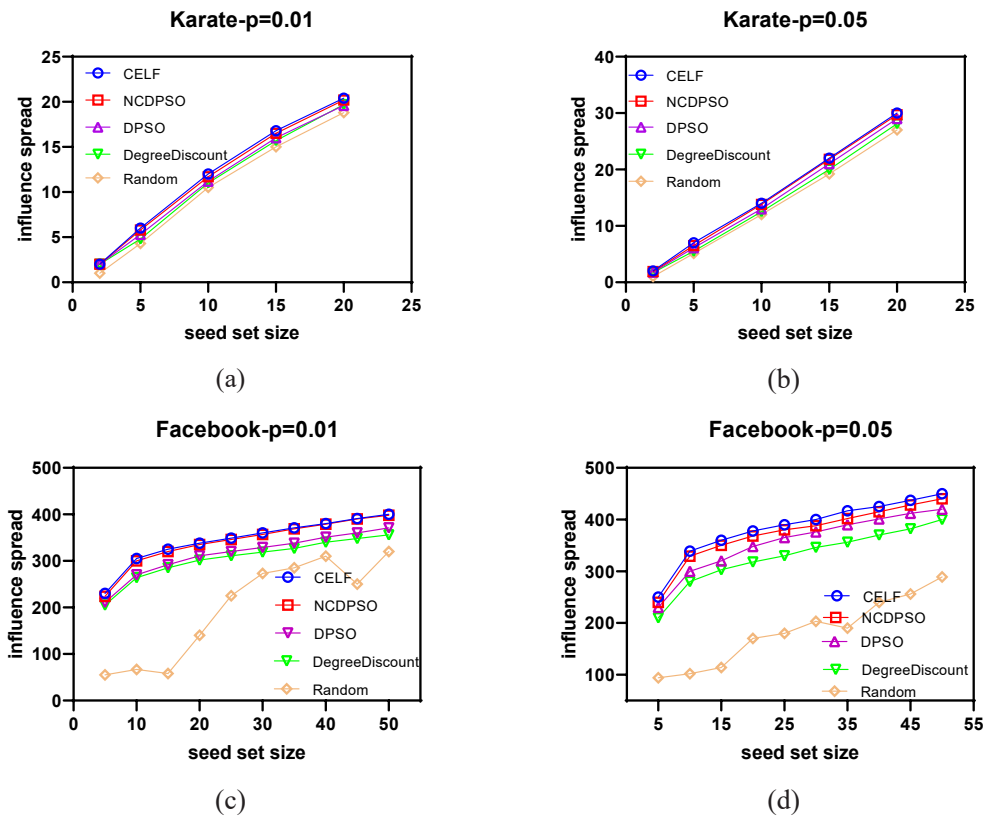 Karate-p=0.01
25
20
15
10
5
0
influence spread
CELF
NCDPSO
DPSO
DegreeDiscount
Random
0 5 10 15 20 25
seed set size
(a)
Karate-p=0.05
40
30
20
10
0
influence spread
CELF
NCDPSO
DPSO
DegreeDiscount
Random
0 5 10 15 20 25
seed set size
(b)
Facebook-p=0.01
500
400
300
200
100
0
influence spread
CELF
NCDPSO
DPSO
DegreeDiscount
Random
0 10 20 30 40 50
seed set size
(c)
Facebook-p=0.05
500
400
300
200
100
influence spread
CELF
NCDPSO
DPSO
DegreeDiscount
Random
5 15 25 35 45 55
seed set size
(d)